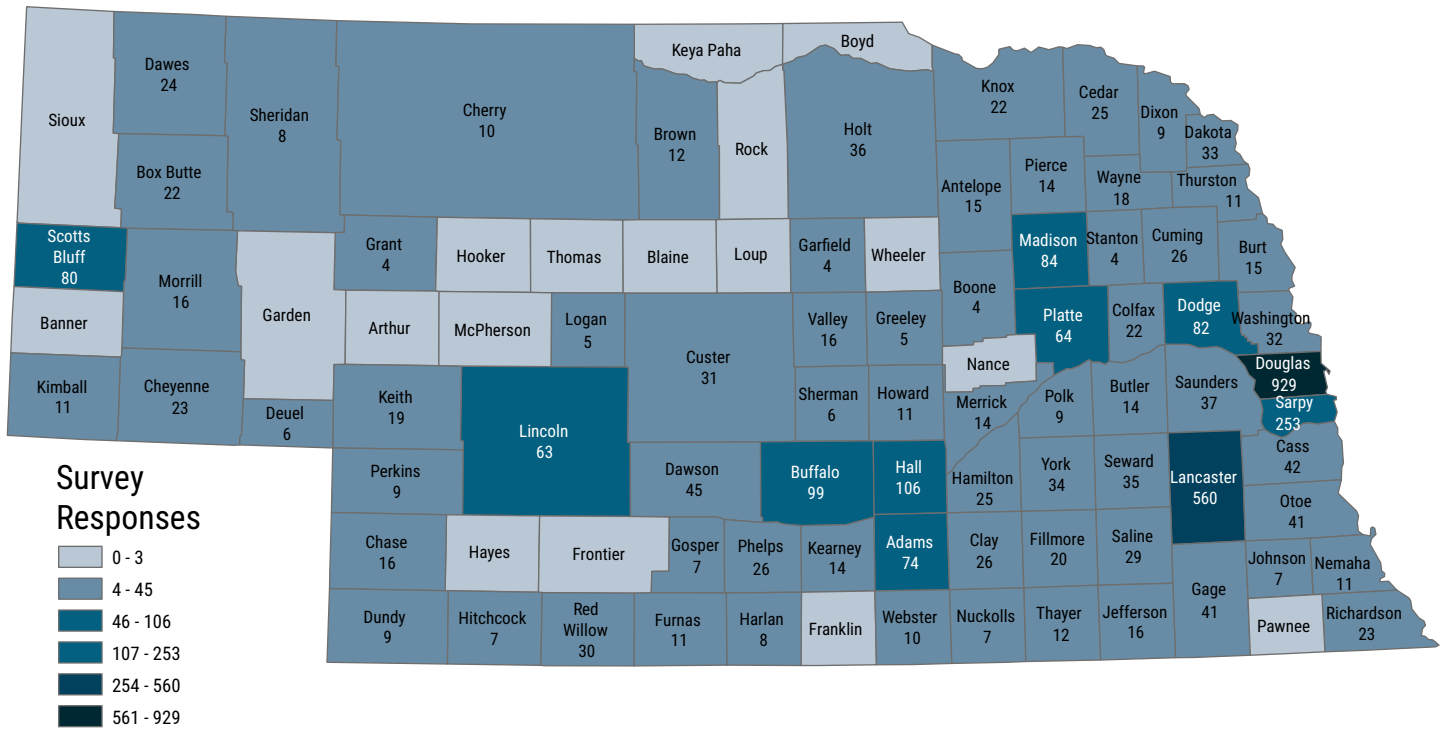 Keya Paha
Boyd
Dawes
24
Sioux
Sheridan
8
Cherry
10
Brown
12
Rock
Holt
36
Knox
22
Cedar
25
Dixon
9
Dakota
33
Box Butte
22
Antelope
15
Pierce
14
Wayne
18
Thurston
11
Scotts
Bluff
80
Morrill
16
Garden
Grant
4
Hooker
Thomas
Blaine
Loup
Garfield
4
Wheeler
Madison
84
Stanton
4
Cuming
26
Burt
15
Banner
Arthur
McPherson
Logan
5
Custer
31
Valley
16
Greeley
5
Boone
4
Platte
64
Colfax
22
Dodge
82
Washington
32
Nance
Douglas
929
Kimball
11
Cheyenne
23
Deuel
6
Keith
19
Lincoln
63
Sherman
6
Howard
11
Merrick
14
Polk
9
Butler
14
Saunders
37
Sarpy
253
Perkins
9
Dawson
45
Buffalo
99
Hall
106
Hamilton
25
York
34
Seward
35
Lancaster
560
Cass
42
Otoe
41
Chase
16
Hayes
Frontier
Gosper
7
Phelps
26
Kearney
14
Adams
74
Clay
26
Fillmore
20
Saline
29
Gage
41
Johnson
7
Nemaha
11
Dundy
9
Hitchcock
7
Red
Willow
30
Furnas
11
Harlan
8
Franklin
Webster
10
Nuckolls
7
Thayer
12
Jefferson
16
Pawnee
Richardson
23
Survey
Responses
0 - 3
4 - 45
46 - 106
107 - 253
254 - 560
561 - 929